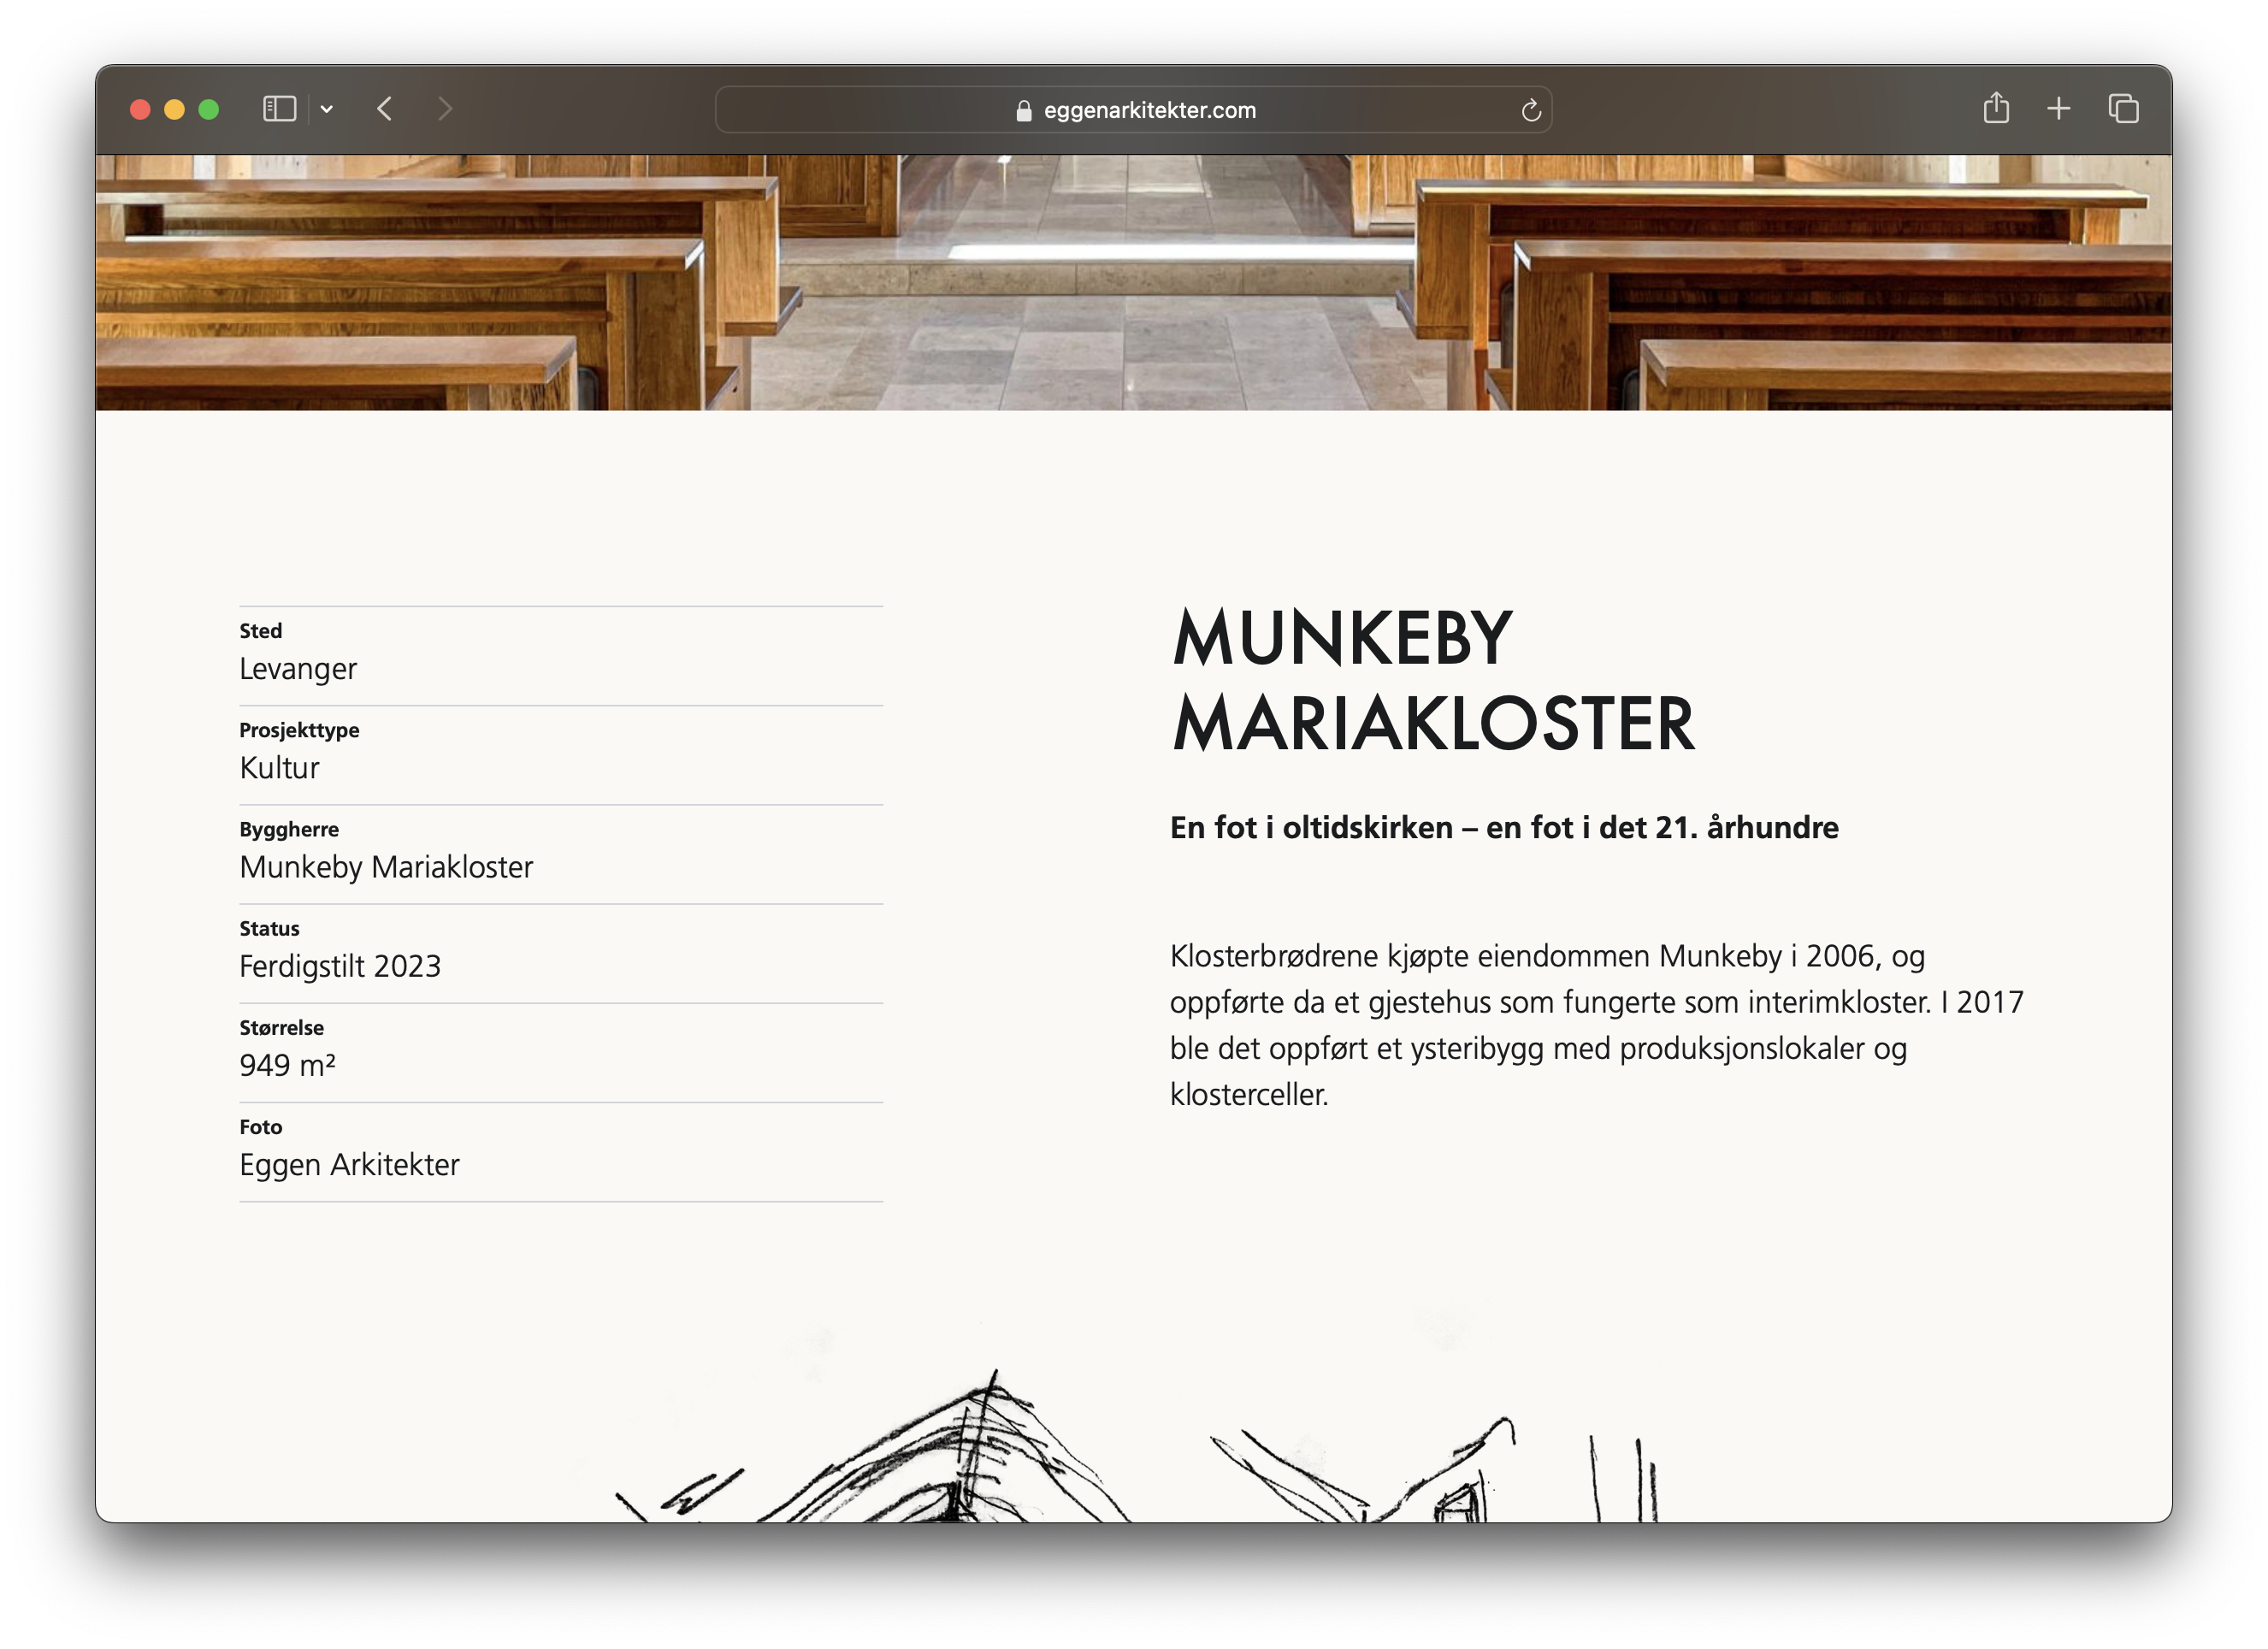 eggenarkitekter.com
Sted
Levanger
Prosjekttype
Kultur
Byggherre
Munkeby Mariakloster
Status
Ferdigstilt 2023
Størrelse
949 m²
Foto
Eggen Arkitekter
MUNKEBY
MARIAKLOSTER
En fot i oltidskirken – en fot i det 21. århundre
Klosterbrødrene kjøpte eiendommen Munkeby i 2006, og
oppførte da et gjestehus som fungerte som interimkloster. I 2017
ble det oppført et ysteribygg med produksjonslokaler og
klosterceller.